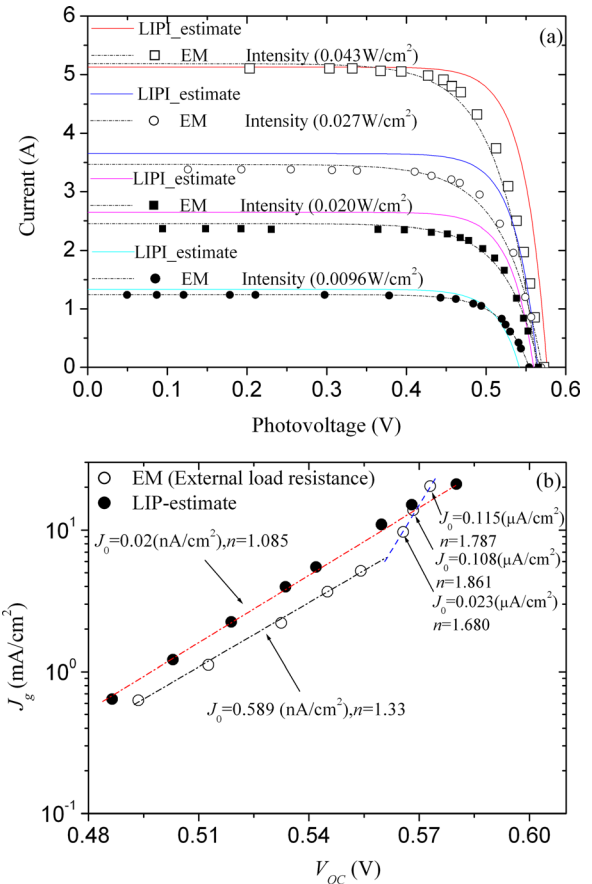 (a)
LIPI_estimate
EM Intensity (0.043W/cm²)
LIPI_estimate
EM Intensity (0.027W/cm²)
LIPI_estimate
EM Intensity (0.020W/cm²)
LIPI_estimate
EM Intensity (0.0096W/cm²)
Current (A)
6
5
4
3
2
1
0
0.0 0.1 0.2 0.3 0.4 0.5 0.6
Photovoltage (V)
(b)
EM (External load resistance)
LIP-estimate
J₀=0.02(nA/cm²),n=1.085
J₀=0.115(μA/cm²)
n=1.787
J₀=0.108(μA/cm²)
n=1.861
J₀=0.023(μA/cm²)
n=1.680
J₀=0.589 (nA/cm²),n=1.33
J_g (mA/cm²)
10¹
10⁰
10⁻¹
0.48 0.51 0.54 0.57 0.60
V_OC (V)